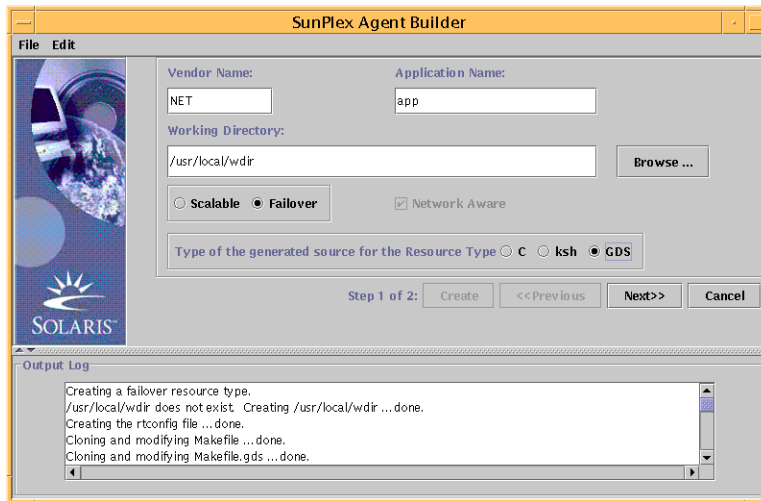 SunPlex Agent Builder
File Edit
Vendor Name: Application Name:
NET app
Working Directory:
/usr/local/wdir Browse ...
Scalable Failover Network Aware
Type of the generated source for the Resource Type C ksh GDS
Step 1 of 2: Create <<Previous Next>> Cancel
SOLARIS™
Output Log
Creating a failover resource type.
/usr/local/wdir does not exist. Creating /usr/local/wdir ...done.
Creating the rtconfig file ...done.
Cloning and modifying Makefile ...done.
Cloning and modifying Makefile.gds ...done.